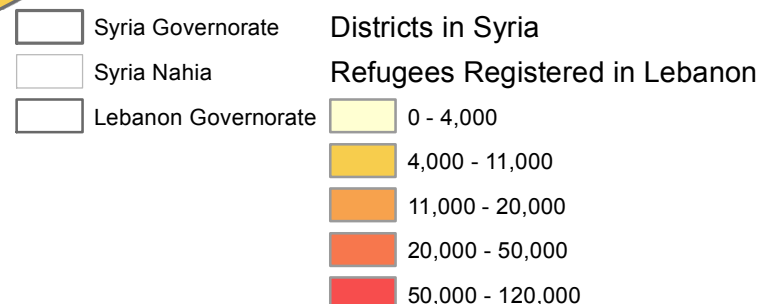 Syria Governorate
Syria Nahia
Lebanon Governorate
Districts in Syria
Refugees Registered in Lebanon
0 - 4,000
4,000 - 11,000
11,000 - 20,000
20,000 - 50,000
50,000 - 120,000